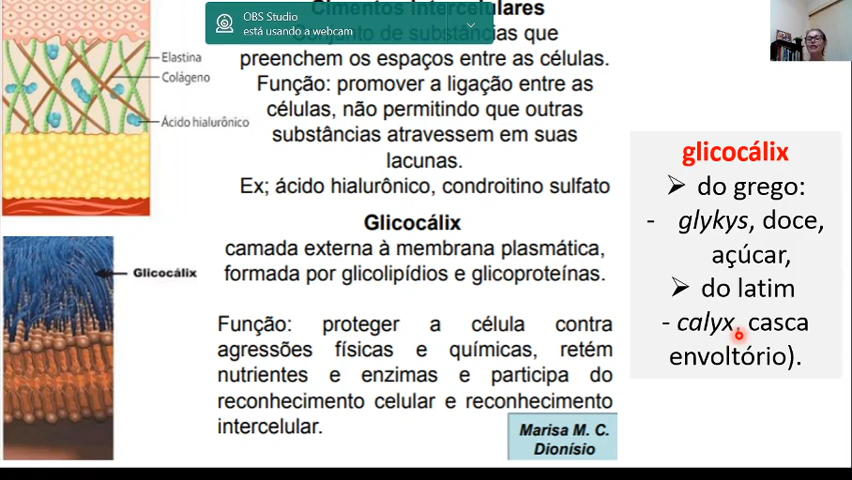 Cimentos Intercelulares
OBS Studio
está usando a webcam
Conjunto de substâncias que
preenchem os espaços entre as células.
Função: promover a ligação entre as
células, não permitindo que outras
substâncias atravessem em suas
lacunas.
Ex; ácido hialurônico, condroitino sulfato
Elastina
Colágeno
Ácido hialurônico
Glicocálix
camada externa à membrana plasmática,
formada por glicolipídios e glicoproteínas.
Função: proteger a célula contra
agressões físicas e químicas, retém
nutrientes e enzimas e participa do
reconhecimento celular e reconhecimento
intercelular.
Glicocálix
Marisa M. C.
Dionísio
glicocálix
➢ do grego:
- glykys, doce,
açúcar,
➢ do latim
- calyx, casca
envoltório).